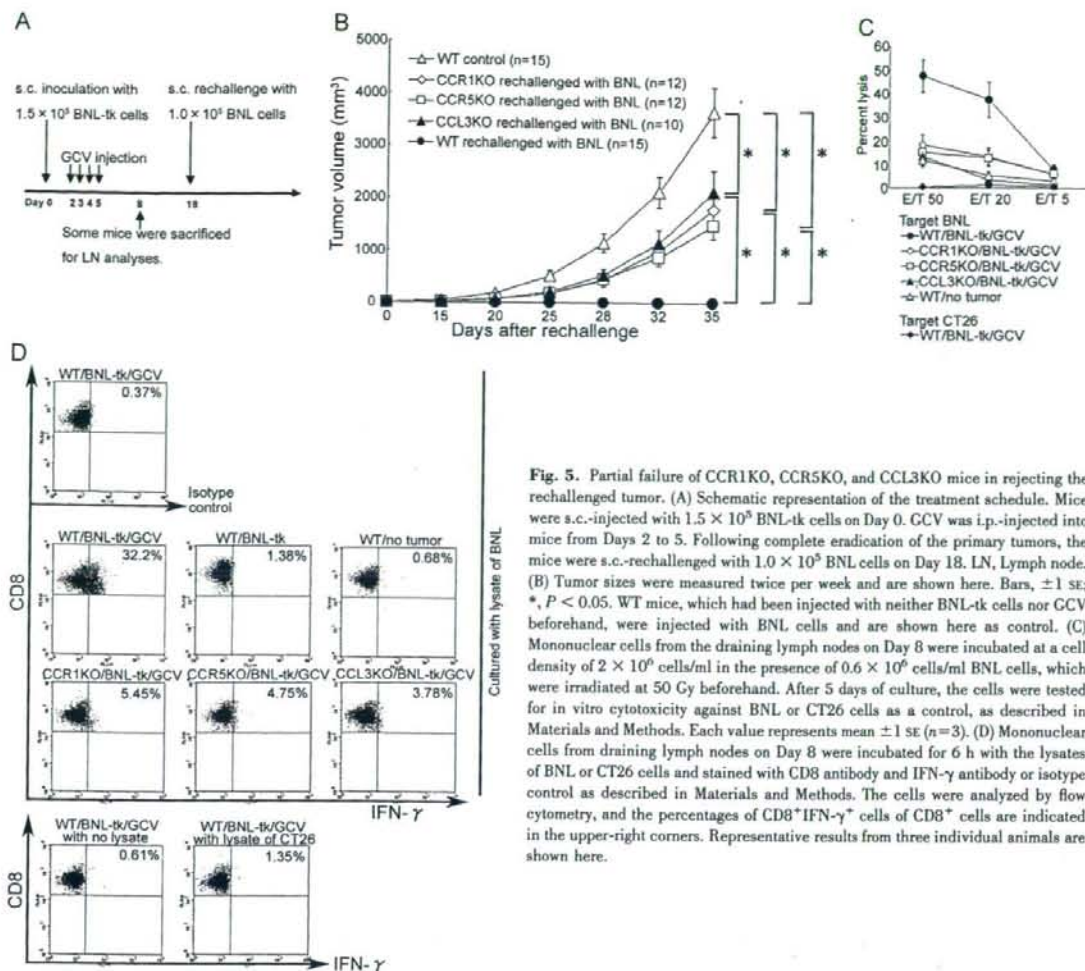 A
s.c. inoculation with
1.5 × 10⁵ BNL-tk cells
s.c. rechallenge with
1.0 × 10⁵ BNL cells
GCV injection
Day 0 2 3 4 5 8 18
Some mice were sacrificed
for LN analyses.
B
Tumor volume (mm³)
5000
4000
3000
2000
1000
0
WT control (n=15)
CCR1KO rechallenged with BNL (n=12)
CCR5KO rechallenged with BNL (n=12)
CCL3KO rechallenged with BNL (n=10)
WT rechallenged with BNL (n=15)
* * *
* * *
0 15 20 25 28 32 35
Days after rechallenge
C
Percent lysis
60
50
40
30
20
10
0
E/T 50 E/T 20 E/T 5
Target BNL
WT/BNL-tk/GCV
CCR1KO/BNL-tk/GCV
CCR5KO/BNL-tk/GCV
CCL3KO/BNL-tk/GCV
WT/no tumor
Target CT26
WT/BNL-tk/GCV
D
WT/BNL-tk/GCV
0.37%
Isotype
control
WT/BNL-tk/GCV WT/BNL-tk WT/no tumor
32.2% 1.38% 0.68%
CD8
CCR1KO/BNL-tk/GCV CCR5KO/BNL-tk/GCV CCL3KO/BNL-tk/GCV
5.45% 4.75% 3.78%
IFN-γ
Cultured with lysate of BNL
WT/BNL-tk/GCV
with no lysate
0.61%
WT/BNL-tk/GCV
with lysate of CT26
1.35%
CD8
IFN-γ
Fig. 5. Partial failure of CCR1KO, CCR5KO, and CCL3KO mice in rejecting the
rechallenged tumor. (A) Schematic representation of the treatment schedule. Mice
were s.c.-injected with 1.5 × 10⁵ BNL-tk cells on Day 0. GCV was i.p.-injected into
mice from Days 2 to 5. Following complete eradication of the primary tumors, the
mice were s.c.-rechallenged with 1.0 × 10⁵ BNL cells on Day 18. LN, Lymph node.
(B) Tumor sizes were measured twice per week and are shown here. Bars, ±1 SE;
*, P < 0.05. WT mice, which had been injected with neither BNL-tk cells nor GCV
beforehand, were injected with BNL cells and are shown here as control. (C)
Mononuclear cells from the draining lymph nodes on Day 8 were incubated at a cell
density of 2 × 10⁶ cells/ml in the presence of 0.6 × 10⁶ cells/ml BNL cells, which
were irradiated at 50 Gy beforehand. After 5 days of culture, the cells were tested
for in vitro cytotoxicity against BNL or CT26 cells as a control, as described in
Materials and Methods. Each value represents mean ±1 SE (n=3). (D) Mononuclear
cells from draining lymph nodes on Day 8 were incubated for 6 h with the lysates
of BNL or CT26 cells and stained with CD8 antibody and IFN-γ antibody or isotype
control as described in Materials and Methods. The cells were analyzed by flow
cytometry, and the percentages of CD8⁺IFN-γ⁺ cells of CD8⁺ cells are indicated
in the upper-right corners. Representative results from three individual animals are
shown here.